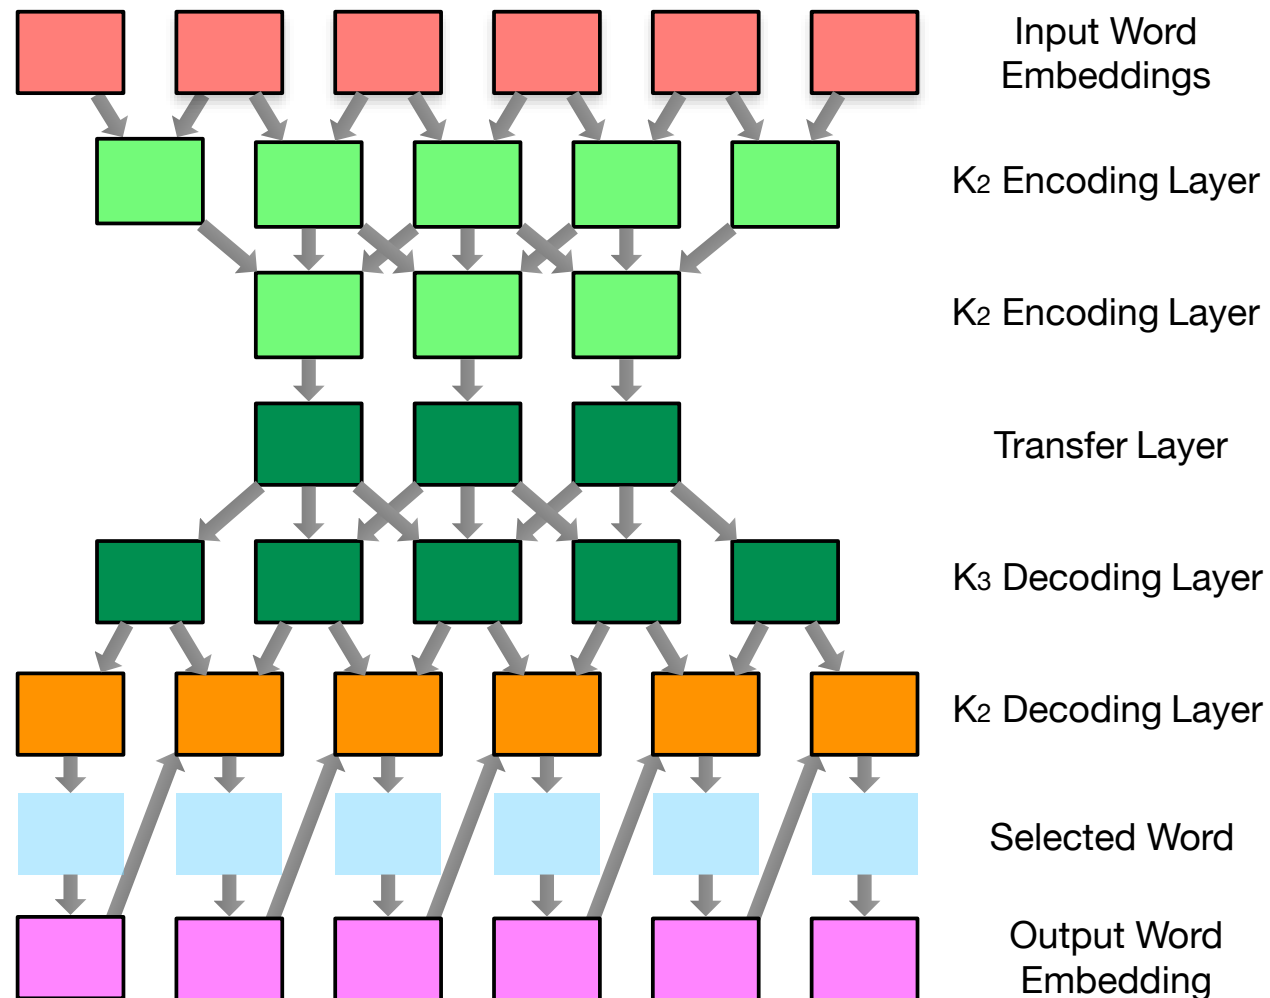 Input Word
Embeddings
K2 Encoding Layer
K2 Encoding Layer
Transfer Layer
K3 Decoding Layer
K2 Decoding Layer
Selected Word
Output Word
Embedding